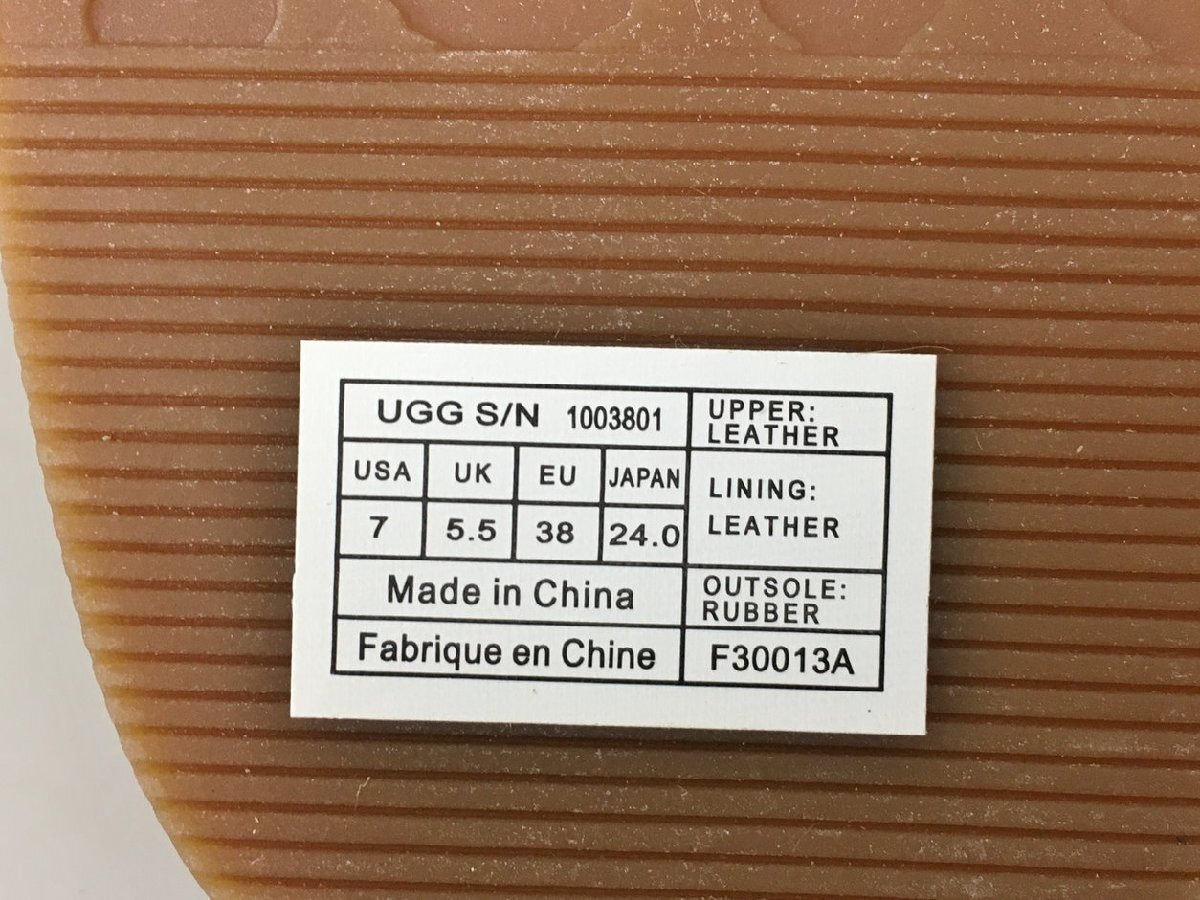 UGG S/N 1003801
USA UK EU JAPAN
7 5.5 38 24.0
Made in China
Fabrique en Chine
UPPER:
LEATHER
LINING:
LEATHER
OUTSOLE:
RUBBER
F30013A